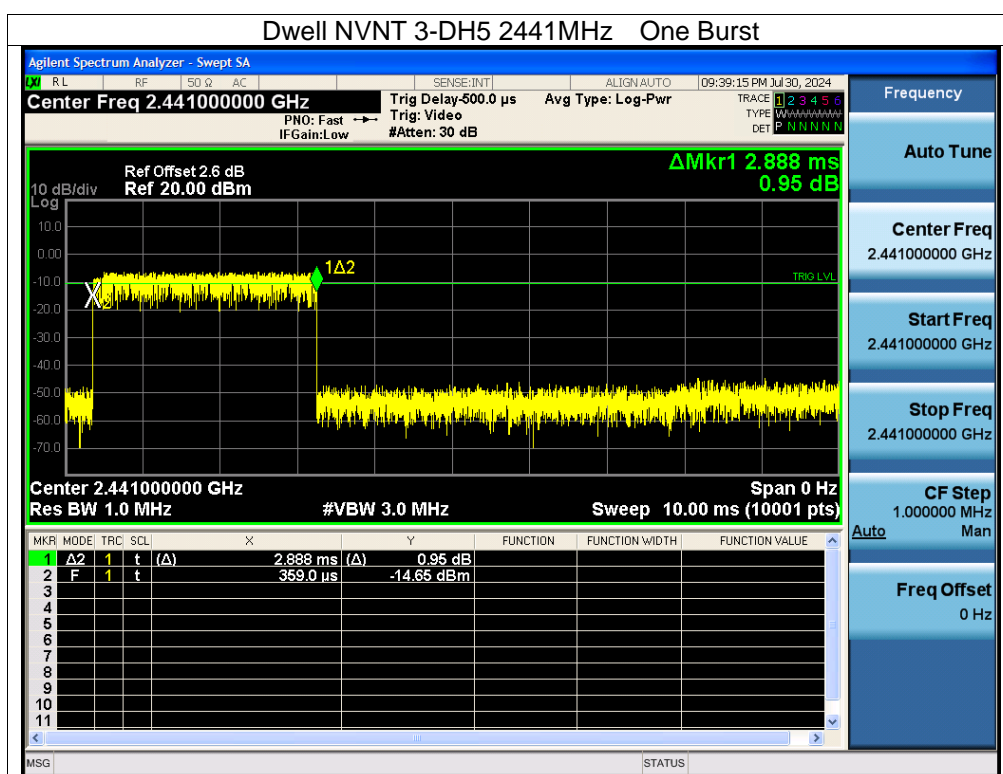 Dwell NVNT 3-DH5 2441MHz One Burst
Agilent Spectrum Analyzer - Swept SA
LXI RL RF 50 Ω AC SENSE:INT ALIGN AUTO 09:39:15 PM Jul 30, 2024
Center Freq 2.441000000 GHz Trig Delay-500.0 µs Avg Type: Log-Pwr TRACE 1 2 3 4 5 6
PNO: Fast Trig: Video TYPE WWWWWW
IFGain:Low #Atten: 30 dB DET P N N N N N
Frequency
Auto Tune
Center Freq
2.441000000 GHz
Start Freq
2.441000000 GHz
Stop Freq
2.441000000 GHz
CF Step
1.000000 MHz
Auto Man
Freq Offset
0 Hz
ΔMkr1 2.888 ms
0.95 dB
Ref Offset 2.6 dB
10 dB/div Ref 20.00 dBm
Log
10.0
0.00
-10.0
-20.0
-30.0
-40.0
-50.0
-60.0
-70.0
1Δ2
TRIG LVL
X2
Center 2.441000000 GHz Span 0 Hz
Res BW 1.0 MHz #VBW 3.0 MHz Sweep 10.00 ms (10001 pts)
MKR MODE TRC SCL X Y FUNCTION FUNCTION WIDTH FUNCTION VALUE
1 Δ2 1 t (Δ) 2.888 ms (Δ) 0.95 dB
2 F 1 t 359.0 µs -14.65 dBm
3
4
5
6
7
8
9
10
11
MSG STATUS